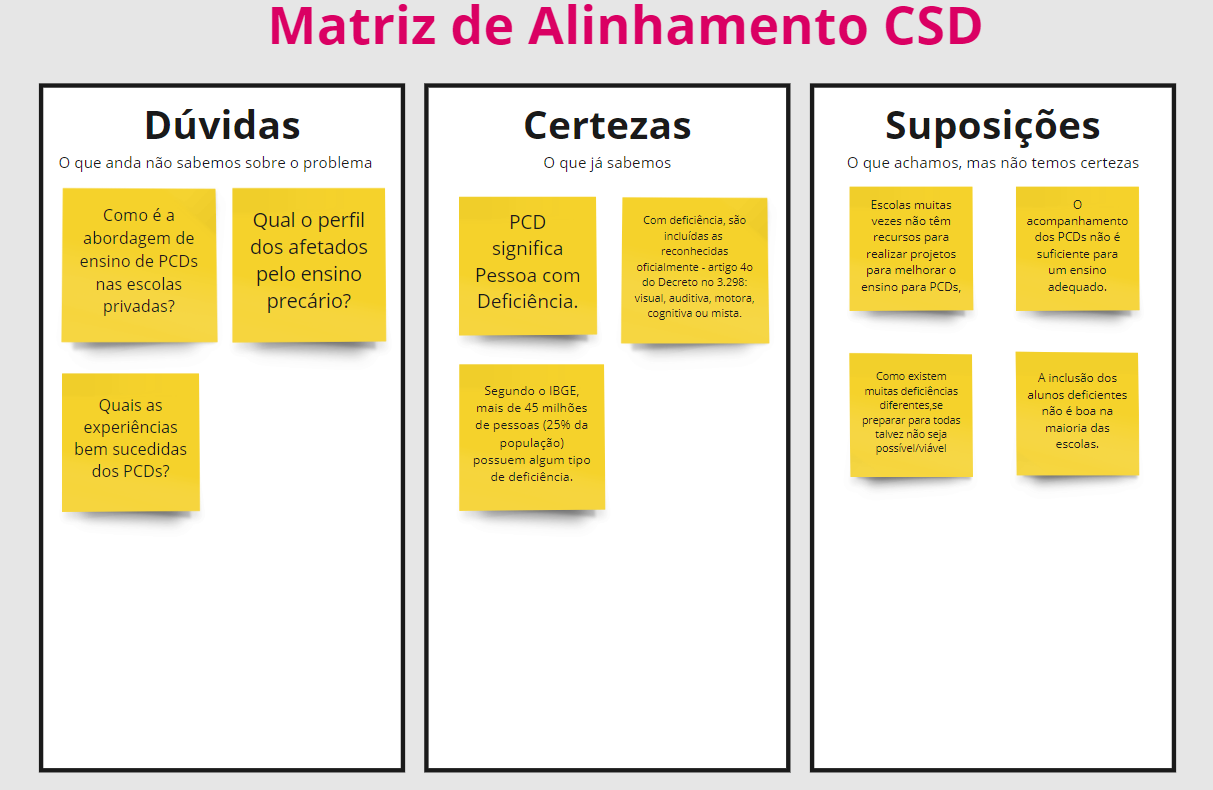 Matriz de Alinhamento CSD
Dúvidas
O que anda não sabemos sobre o problema
Como é a
abordagem de
ensino de PCDs
nas escolas
privadas?
Qual o perfil
dos afetados
pelo ensino
precário?
Quais as
experiências
bem sucedidas
dos PCDs?
Certezas
O que já sabemos
PCD
significa
Pessoa com
Deficiência.
Com deficiência, são
incluídas as
reconhecidas
oficialmente - artigo 4o
do Decreto no 3.298:
visual, auditiva, motora,
cognitiva ou mista.
Segundo o IBGE,
mais de 45 milhões
de pessoas (25% da
população)
possuem algum tipo
de deficiência.
Suposições
O que achamos, mas não temos certezas
Escolas muitas
vezes não têm
recursos para
realizar projetos
para melhorar o
ensino para PCDs,
O
acompanhamento
dos PCDs não é
suficiente para
um ensino
adequado.
Como existem
muitas deficiências
diferentes,se
preparar para todas
talvez não seja
possível/viável
A inclusão dos
alunos deficientes
não é boa na
maioria das
escolas.